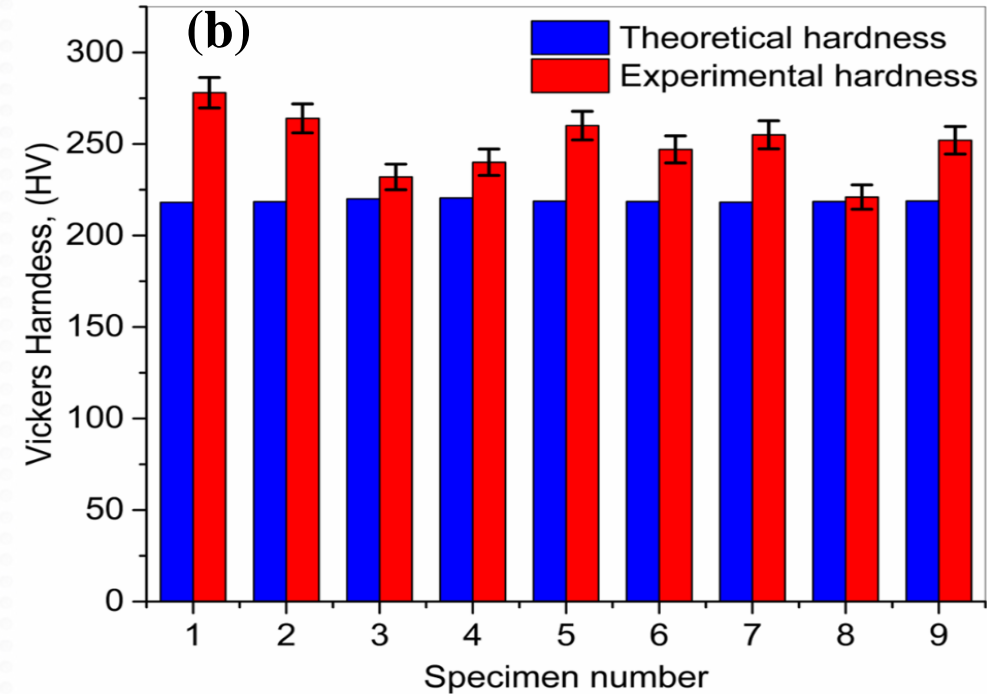 (b)
Theoretical hardness
Experimental hardness
Vickers Harndess, (HV)
300
250
200
150
100
50
0
1 2 3 4 5 6 7 8 9
Specimen number